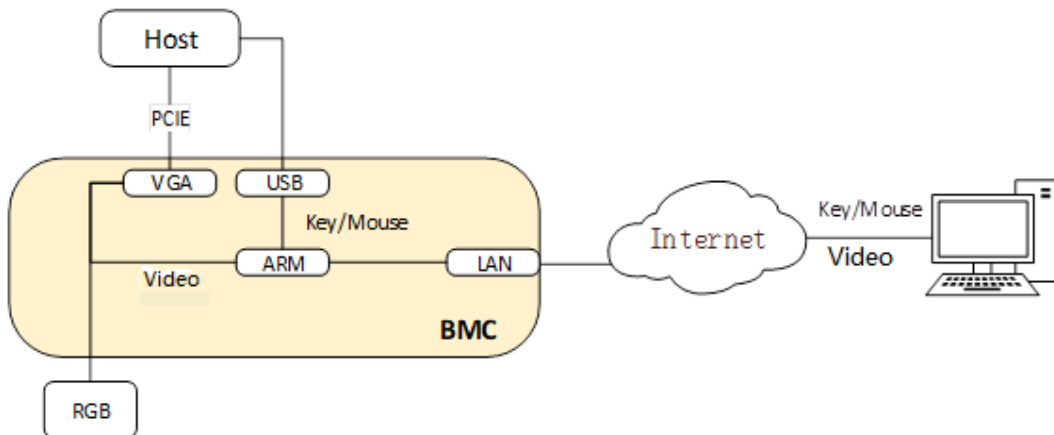 Host
PCIE
VGA
USB
Key/Mouse
Key/Mouse
Internet
ARM
LAN
Video
Video
BMC
RGB